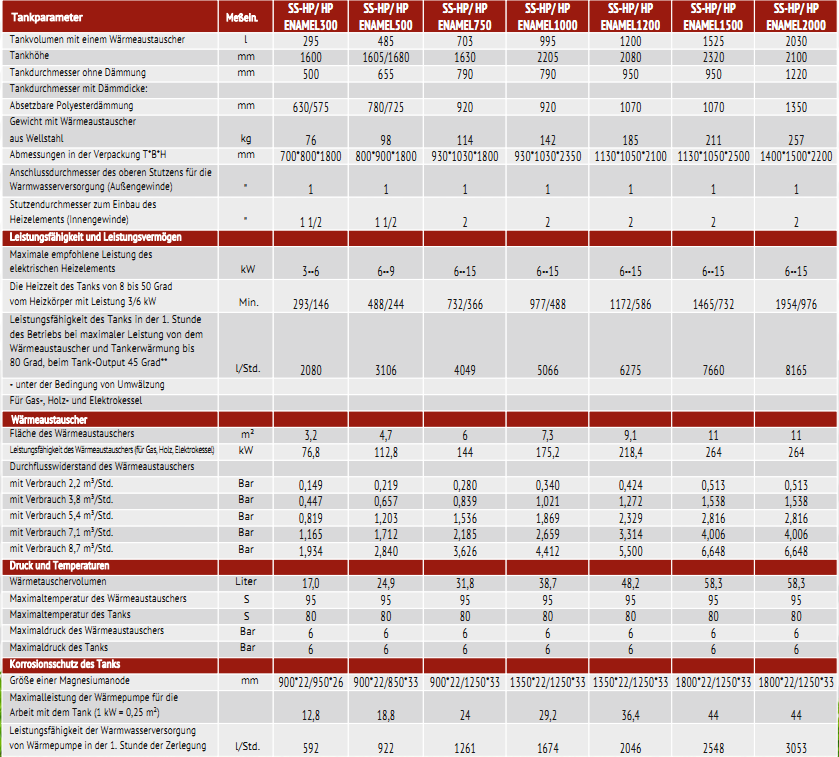 Tankparameter Meßein. SS-HP/ HP ENAMEL300 SS-HP/ HP ENAMEL500 SS-HP/ HP ENAMEL750 SS-HP/ HP ENAMEL1000 SS-HP/ HP ENAMEL1200 SS-HP/ HP ENAMEL1500 SS-HP/ HP ENAMEL2000
Tankvolumen mit einem Wärmeaustauscher l 295 485 703 995 1200 1525 2030
Tankhöhe mm 1600 1605/1680 1630 2205 2080 2320 2100
Tankdurchmesser ohne Dämmung mm 500 655 790 790 950 950 1220
Tankdurchmesser mit Dämmdicke:
Absetzbare Polyesterdämmung mm 630/575 780/725 920 920 1070 1070 1350
Gewicht mit Wärmeaustauscher
aus Wellstahl kg 76 98 114 142 185 211 257
Abmessungen in der Verpackung T*B*H mm 700*800*1800 800*900*1800 930*1030*1800 930*1030*2350 1130*1050*2100 1130*1050*2500 1400*1500*2200
Anschlussdurchmesser des oberen Stutzens für die
Warmwasserversorgung (Außengewinde) " 1 1 1 1 1 1 1
Stutzendurchmesser zum Einbau des
Heizelements (Innengewinde) " 1 1/2 1 1/2 2 2 2 2 2
Leistungsfähigkeit und Leistungsvermögen
Maximale empfohlene Leistung des
elektrischen Heizelements kW 3--6 6--9 6--15 6--15 6--15 6--15 6--15
Die Heizzeit des Tanks von 8 bis 50 Grad
vom Heizkörper mit Leistung 3/6 kW Min. 293/146 488/244 732/366 977/488 1172/586 1465/732 1954/976
Leistungsfähigkeit des Tanks in der 1. Stunde
des Betriebs bei maximaler Leistung von dem
Wärmeaustauscher und Tankerwärmung bis
80 Grad, beim Tank-Output 45 Grad** l/Std. 2080 3106 4049 5066 6275 7660 8165
- unter der Bedingung von Umwälzung
Für Gas-, Holz- und Elektrokessel
Wärmeaustauscher
Fläche des Wärmeaustauschers m² 3,2 4,7 6 7,3 9,1 11 11
Leistungsfähigkeit des Wärmeaustauschers (für Gas, Holz, Elektrokessel) kW 76,8 112,8 144 175,2 218,4 264 264
Durchflusswiderstand des Wärmeaustauschers
mit Verbrauch 2,2 m³/Std. Bar 0,149 0,219 0,280 0,340 0,424 0,513 0,513
mit Verbrauch 3,8 m³/Std. Bar 0,447 0,657 0,839 1,021 1,272 1,538 1,538
mit Verbrauch 5,4 m³/Std. Bar 0,819 1,203 1,536 1,869 2,329 2,816 2,816
mit Verbrauch 7,1 m³/Std. Bar 1,165 1,712 2,185 2,659 3,314 4,006 4,006
mit Verbrauch 8,7 m³/Std. Bar 1,934 2,840 3,626 4,412 5,500 6,648 6,648
Druck und Temperaturen
Wärmetauschervolumen Liter 17,0 24,9 31,8 38,7 48,2 58,3 58,3
Maximaltemperatur des Wärmeaustauschers S 95 95 95 95 95 95 95
Maximaltemperatur des Tanks S 80 80 80 80 80 80 80
Maximaldruck des Wärmeaustauschers Bar 6 6 6 6 6 6 6
Maximaldruck des Tanks Bar 6 6 6 6 6 6 6
Korrosionsschutz des Tanks
Größe einer Magnesiumanode mm 900*22/950*26 900*22/850*33 900*22/1250*33 1350*22/1250*33 1350*22/1250*33 1800*22/1250*33 1800*22/1250*33
Maximalleistung der Wärmepumpe für die
Arbeit mit dem Tank (1 kW = 0,25 m²) 12,8 18,8 24 29,2 36,4 44 44
Leistungsfähigkeit der Warmwasserversorgung
von Wärmepumpe in der 1. Stunde der Zerlegung l/Std. 592 922 1261 1674 2046 2548 3053